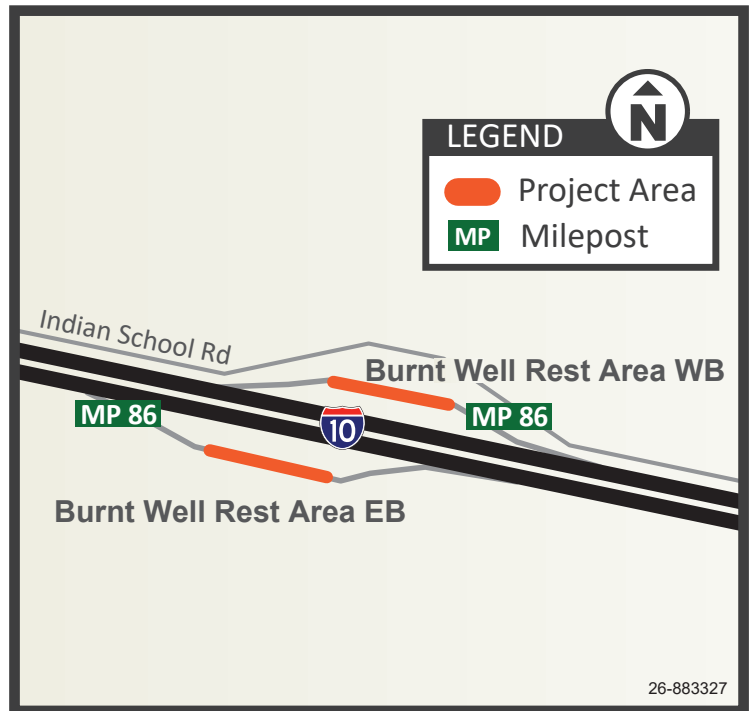 N
LEGEND
Project Area
MP Milepost
Indian School Rd
Burnt Well Rest Area WB
MP 86
MP 86
10
Burnt Well Rest Area EB
26-883327